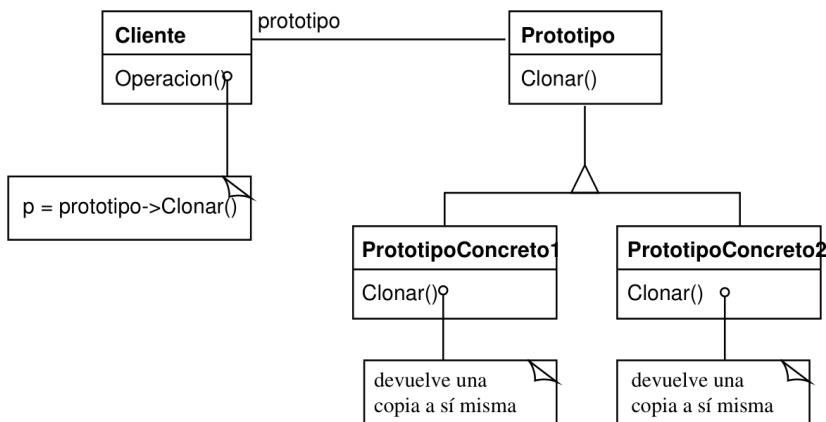 prototipo
Cliente
Operacion()
Prototipo
Clonar()
p = prototipo->Clonar()
PrototipoConcreto1
Clonar()
PrototipoConcreto2
Clonar()
devuelve una
copia a sí misma
devuelve una
copia a sí misma